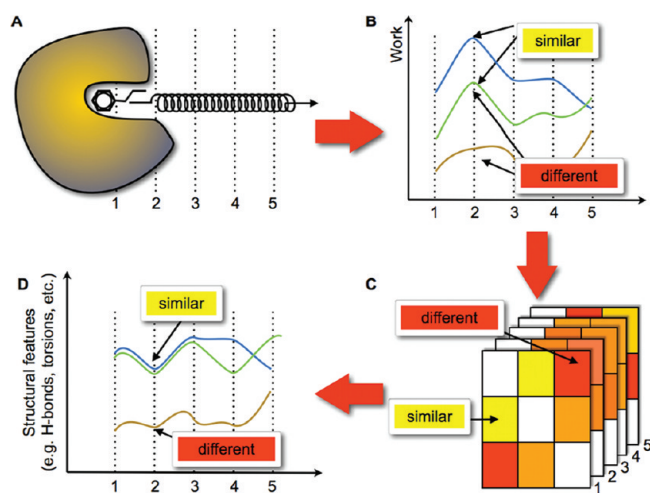 A
1 2 3 4 5
B
Work
similar
different
1 2 3 4 5
C
different
similar
1 2 3 4 5
D
Structural features
(e.g. H-bonds, torsions, etc.)
similar
different
1 2 3 4 5